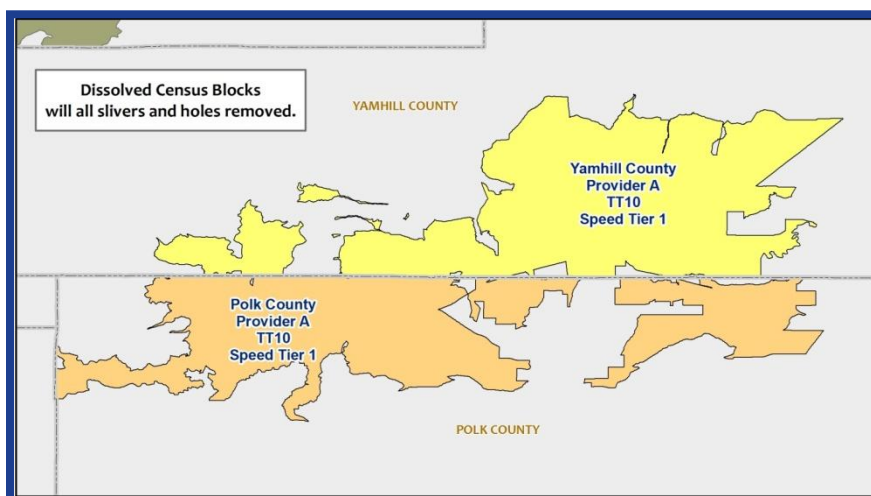 Dissolved Census Blocks
will all slivers and holes removed.
YAMHILL COUNTY
Yamhill County
Provider A
TT10
Speed Tier 1
Polk County
Provider A
TT10
Speed Tier 1
POLK COUNTY